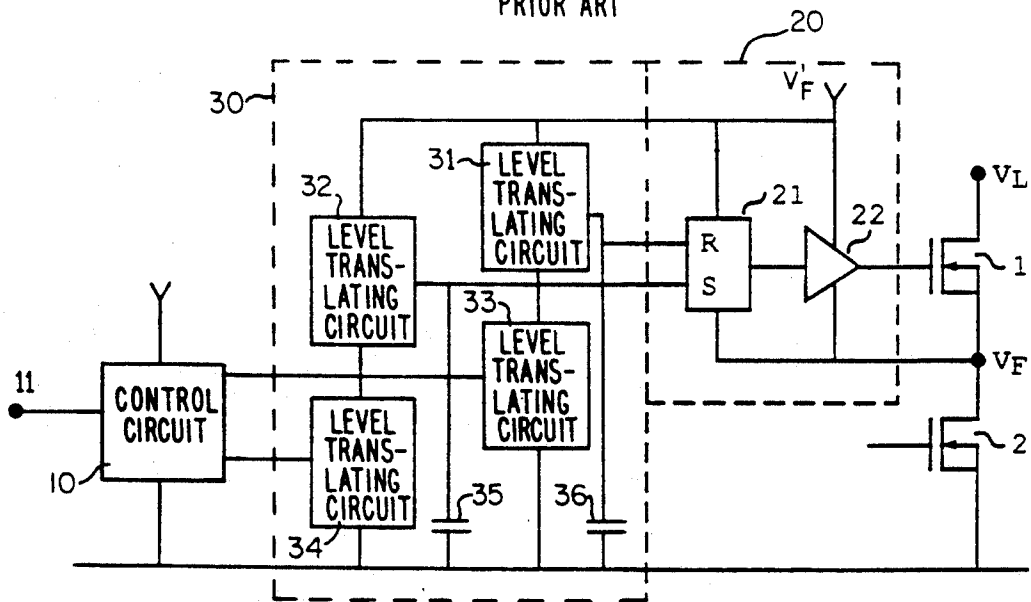 PRIOR ART
20
V'F
30
31
LEVEL
TRANS-
LATING
CIRCUIT
32
LEVEL
TRANS-
LATING
CIRCUIT
21
22
R
S
VL
1
33
LEVEL
TRANS-
LATING
CIRCUIT
VF
11
CONTROL
CIRCUIT
10
LEVEL
TRANS-
LATING
CIRCUIT
34
35
36
2